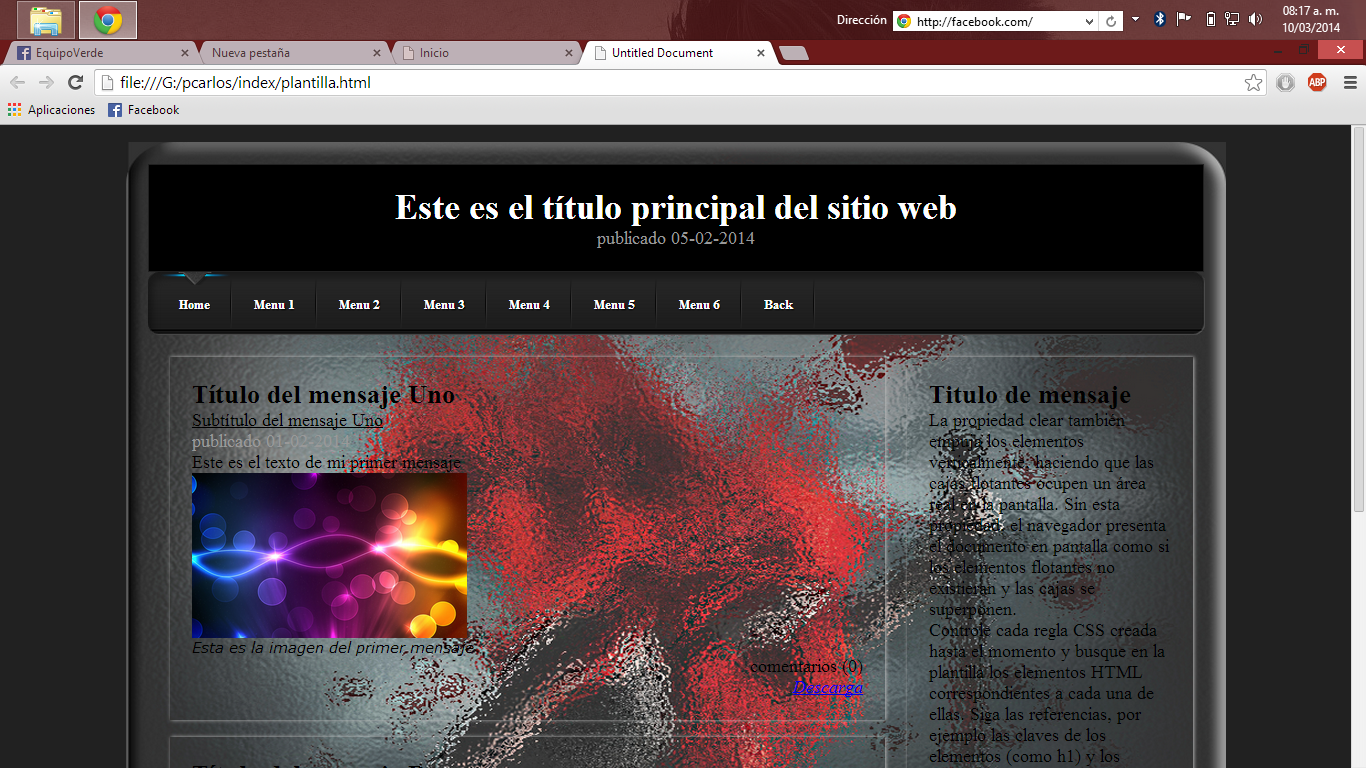 Dirección
http://facebook.com/
08:17 a. m.
10/03/2014
EquipoVerde
Nueva pestaña
Inicio
Untitled Document
file:///G:/pcarlos/index/plantilla.html
ABP
Aplicaciones
Facebook
Este es el título principal del sitio web
publicado 05-02-2014
Home
Menu 1
Menu 2
Menu 3
Menu 4
Menu 5
Menu 6
Back
Título del mensaje Uno
Subtítulo del mensaje Uno
publicado 01-02-2014
Este es el texto de mi primer mensaje
Esta es la imagen del primer mensaje
comentarios (0)
Descarga
Titulo de mensaje
La propiedad clear también
empuja los elementos
verticalmente, haciendo que las
cajas flotantes ocupen un área
real en la pantalla. Sin esta
propiedad, el navegador presenta
el documento en pantalla como si
los elementos flotantes no
existieran y las cajas se
superponen.
Controle cada regla CSS creada
hasta el momento y busque en la
plantilla los elementos HTML
correspondientes a cada una de
ellas. Siga las referencias, por
ejemplo las claves de los
elementos (como h1) y los